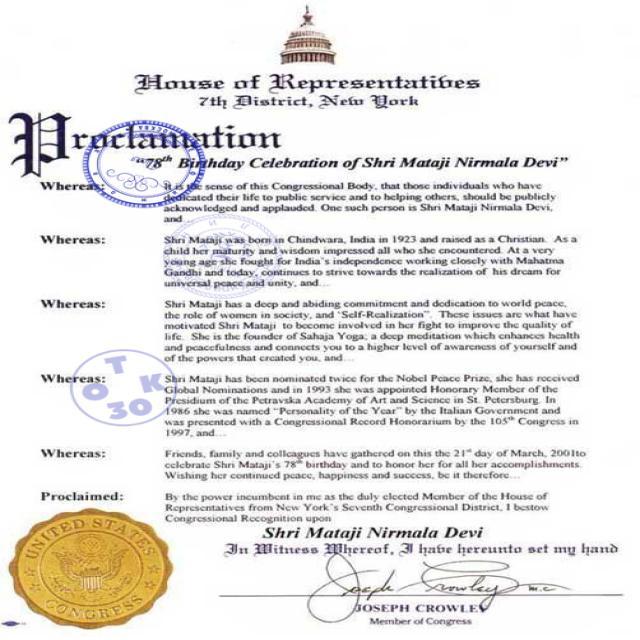 House of Representatives
7th District, New York
Proclamation
"78th Birthday Celebration of Shri Mataji Nirmala Devi"
Whereas: It is the sense of this Congressional Body, that those individuals who have
dedicated their life to public service and to helping others, should be publicly
acknowledged and applauded. One such person is Shri Mataji Nirmala Devi,
and
Whereas: Shri Mataji was born in Chindwara, India in 1923 and raised as a Christian. As a
child her maturity and wisdom impressed all who she encountered. At a very
young age she fought for India's independence working closely with Mahatma
Gandhi and today, continues to strive towards the realization of his dream for
universal peace and unity, and...
Whereas: Shri Mataji has a deep and abiding commitment and dedication to world peace,
the role of women in society, and 'Self-Realization". These issues are what have
motivated Shri Mataji to become involved in her fight to improve the quality of
life. She is the founder of Sahaja Yoga; a deep meditation which enhances health
and peacefulness and connects you to a higher level of awareness of yourself and
of the powers that created you, and...
Whereas: Shri Mataji has been nominated twice for the Nobel Peace Prize, she has received
Global Nominations and in 1993 she was appointed Honorary Member of the
Presidium of the Petravska Academy of Art and Science in St. Petersburg. In
1986 she was named "Personality of the Year" by the Italian Government and
was presented with a Congressional Record Honorarium by the 105th Congress in
1997, and...
Whereas: Friends, family and colleagues have gathered on this the 21st day of March, 2001to
celebrate Shri Mataji's 78th birthday and to honor her for all her accomplishments.
Wishing her continued peace, happiness and success, be it therefore...
Proclaimed: By the power incumbent in me as the duly elected Member of the House of
Representatives from New York's Seventh Congressional District, I bestow
Congressional Recognition upon
Shri Mataji Nirmala Devi
In Witness Whereof, I have hereunto set my hand
Joseph Crowley m.c.
JOSEPH CROWLEY
Member of Congress
UNITED STATES
CONGRESS
ОТК
30